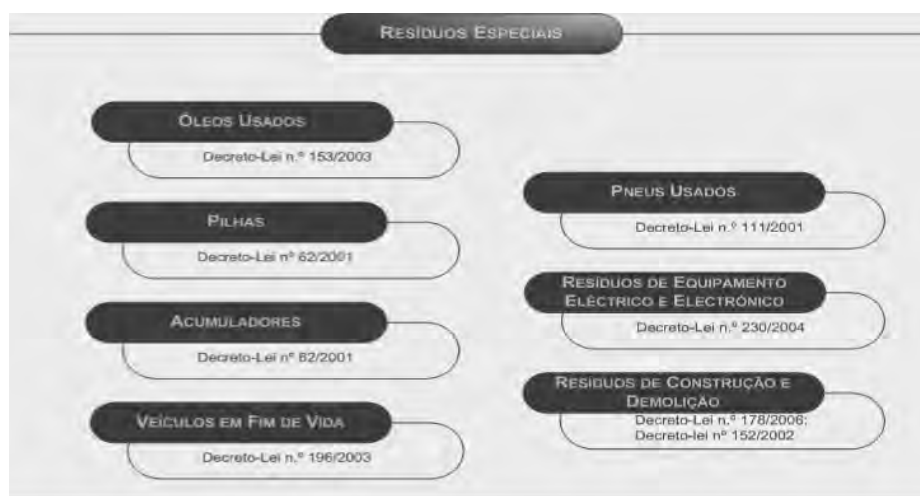 RESÍDUOS ESPECIAIS
ÓLEOS USADOS
Decreto-Lei n.º 153/2003
PILHAS
Decreto-Lei nº 62/2001
ACUMULADORES
Decreto-Lei nº 62/2001
VEÍCULOS EM FIM DE VIDA
Decreto-Lei n.º 196/2003
PNEUS USADOS
Decreto-Lei n.º 111/2001
RESÍDUOS DE EQUIPAMENTO
ELÉCTRICO E ELECTRÓNICO
Decreto-Lei n.º 230/2004
RESÍDUOS DE CONSTRUÇÃO E
DEMOLIÇÃO
Decreto-Lei n.º 178/2006;
Decreto-lei nº 152/2002